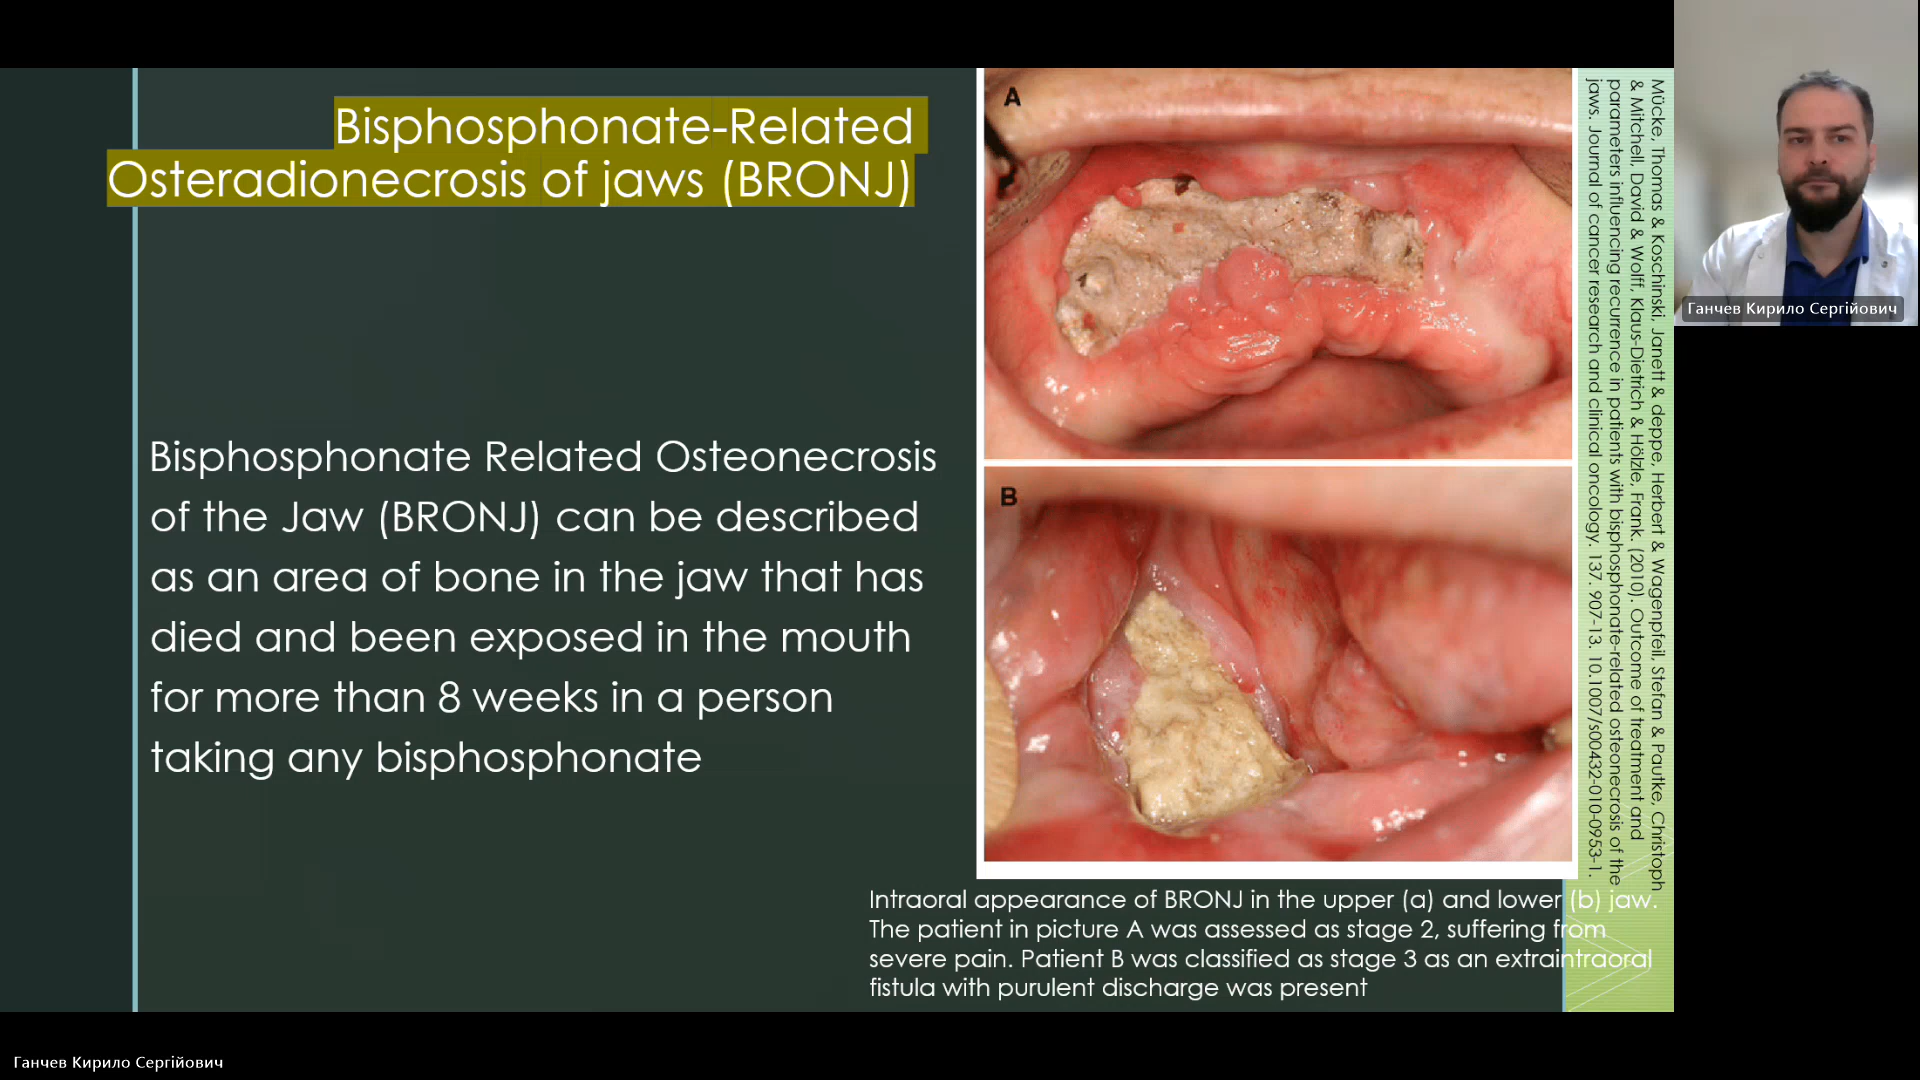 Bisphosphonate-Related
Osteradionecrosis of jaws (BRONJ)
Bisphosphonate Related Osteonecrosis
of the Jaw (BRONJ) can be described
as an area of bone in the jaw that has
died and been exposed in the mouth
for more than 8 weeks in a person
taking any bisphosphonate
A
B
Intraoral appearance of BRONJ in the upper (a) and lower (b) jaw.
The patient in picture A was assessed as stage 2, suffering from
severe pain. Patient B was classified as stage 3 as an extraintraoral
fistula with purulent discharge was present
Mücke, Thomas & Koschinski, Janett & deppe, Herbert & Wagenpfeil, Stefan & Pautke, Christoph
& Mitchell, David & Wolff, Klaus-Dietrich & Hölzle, Frank. (2010). Outcome of treatment and
parameters influencing recurrence in patients with bisphosphonate-related osteonecrosis of the
jaws. Journal of cancer research and clinical oncology. 137. 907-13. 10.1007/s00432-010-0953-1.
Ганчев Кирило Сергійович
Ганчев Кирило Сергійович